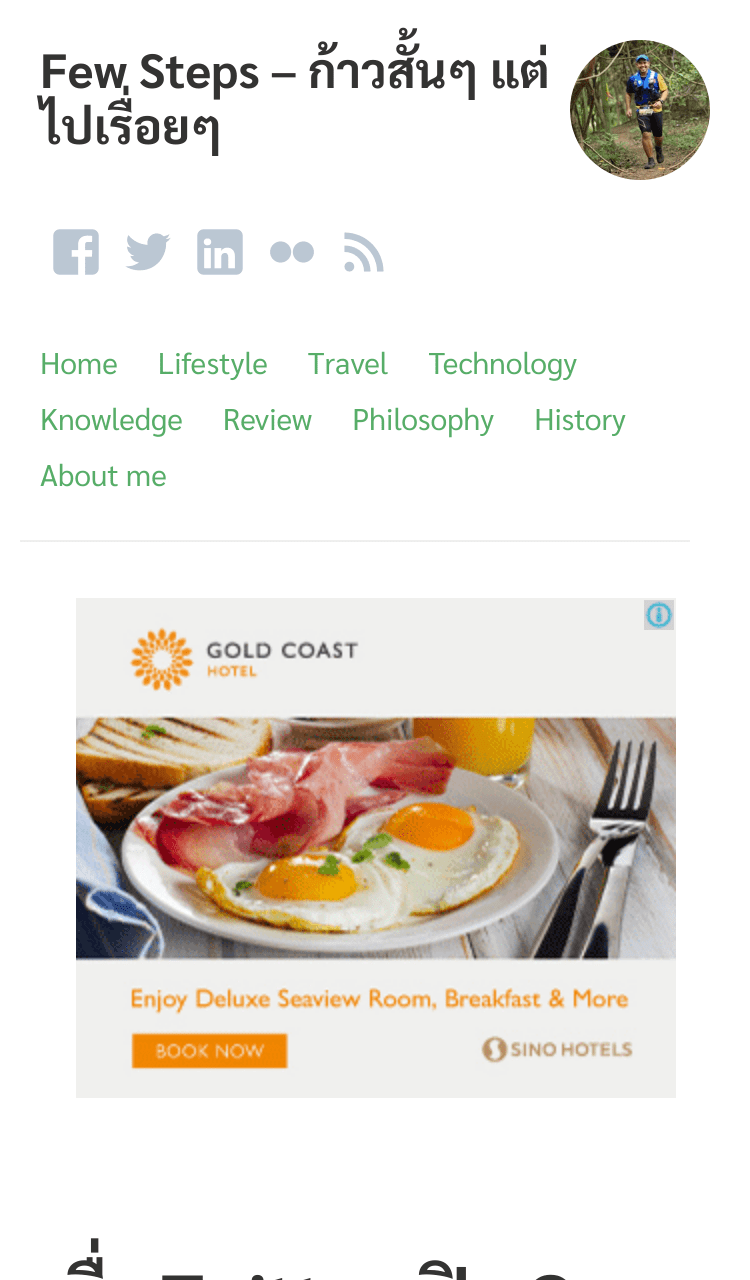 Few Steps – ก้าวสั้นๆ แต่
ไปเรื่อยๆ
Home Lifestyle Travel Technology
Knowledge Review Philosophy History
About me
GOLD COAST
HOTEL
Enjoy Deluxe Seaview Room, Breakfast & More
BOOK NOW
SINO HOTELS